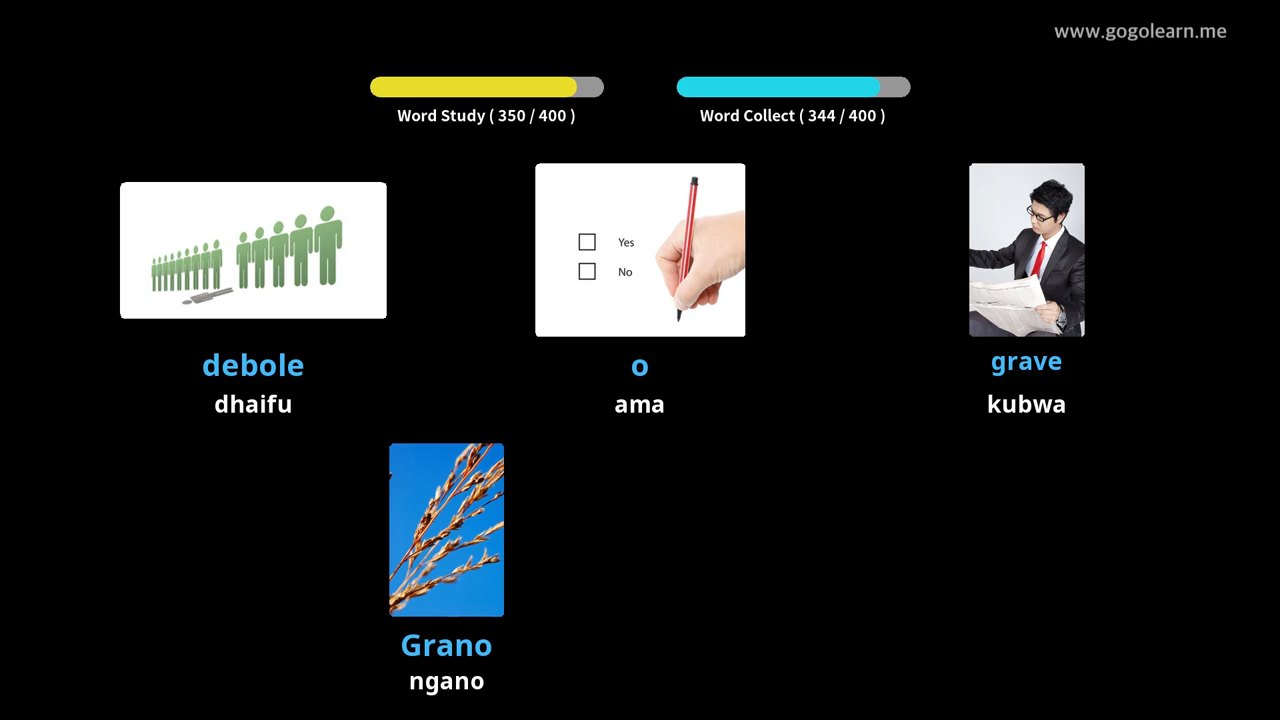 www.gogolearn.me
Word Study ( 350 / 400 )
Word Collect ( 344 / 400 )
Yes
No
debole
dhaifu
o
ama
grave
kubwa
Grano
ngano